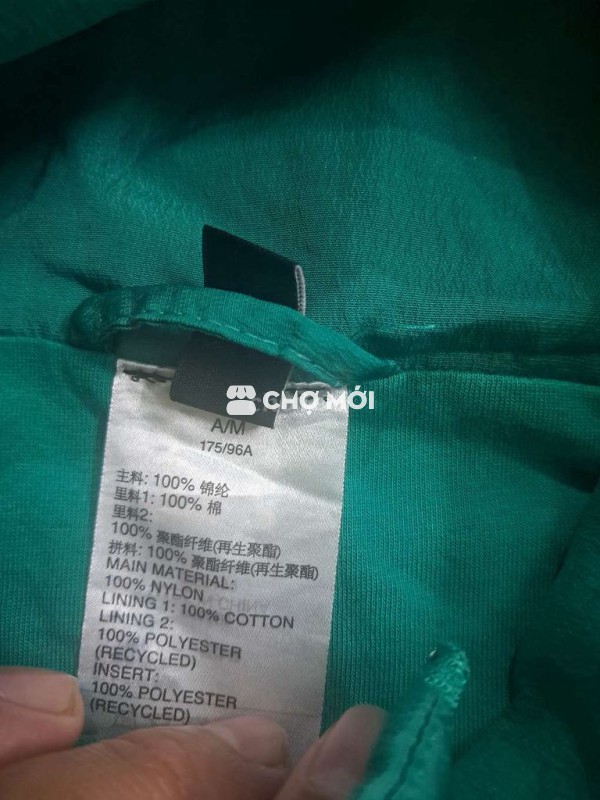 CHỢ MỚI
A/M
175/96A
主料: 100% 锦纶
里料1: 100% 棉
里料2:
100% 聚酯纤维(再生聚酯)
拼料: 100% 聚酯纤维(再生聚酯)
MAIN MATERIAL:
100% NYLON
LINING 1: 100% COTTON
LINING 2:
100% POLYESTER
(RECYCLED)
INSERT:
100% POLYESTER
(RECYCLED)